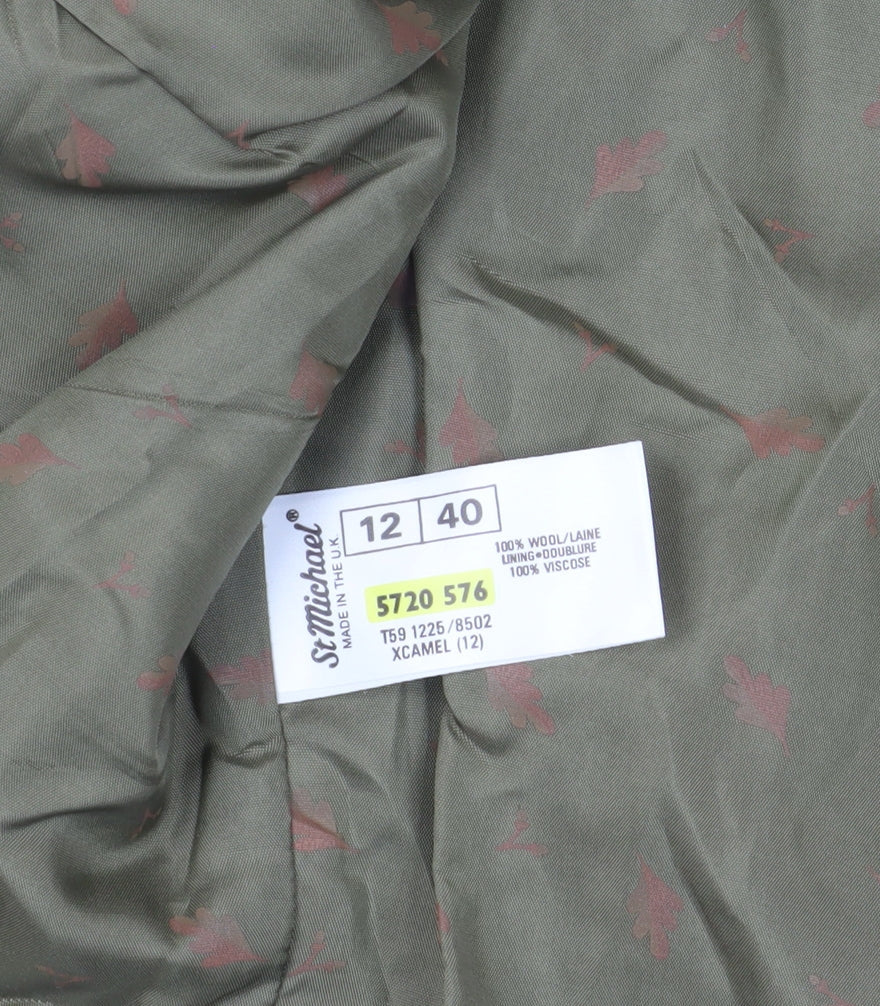 St Michael®
MADE IN THE U.K.
12 40
100% WOOL/LAINE
LINING•DOUBLURE
100% VISCOSE
5720 576
T59 1225/8502
XCAMEL (12)